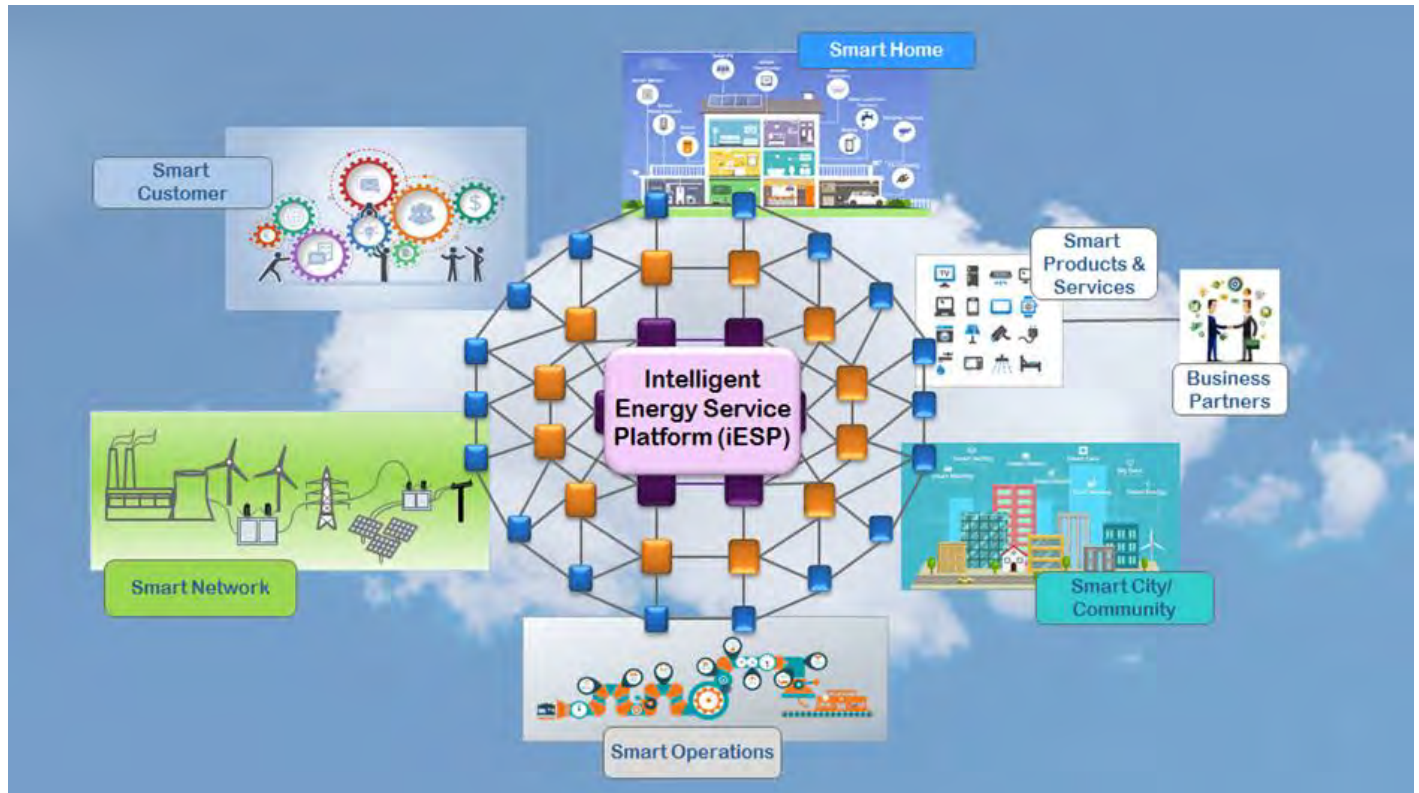 Smart Home
Smart
Customer
Smart
Products &
Services
TV
Business
Partners
Intelligent
Energy Service
Platform (iESP)
Smart Network
Smart City/
Community
Smart Operations